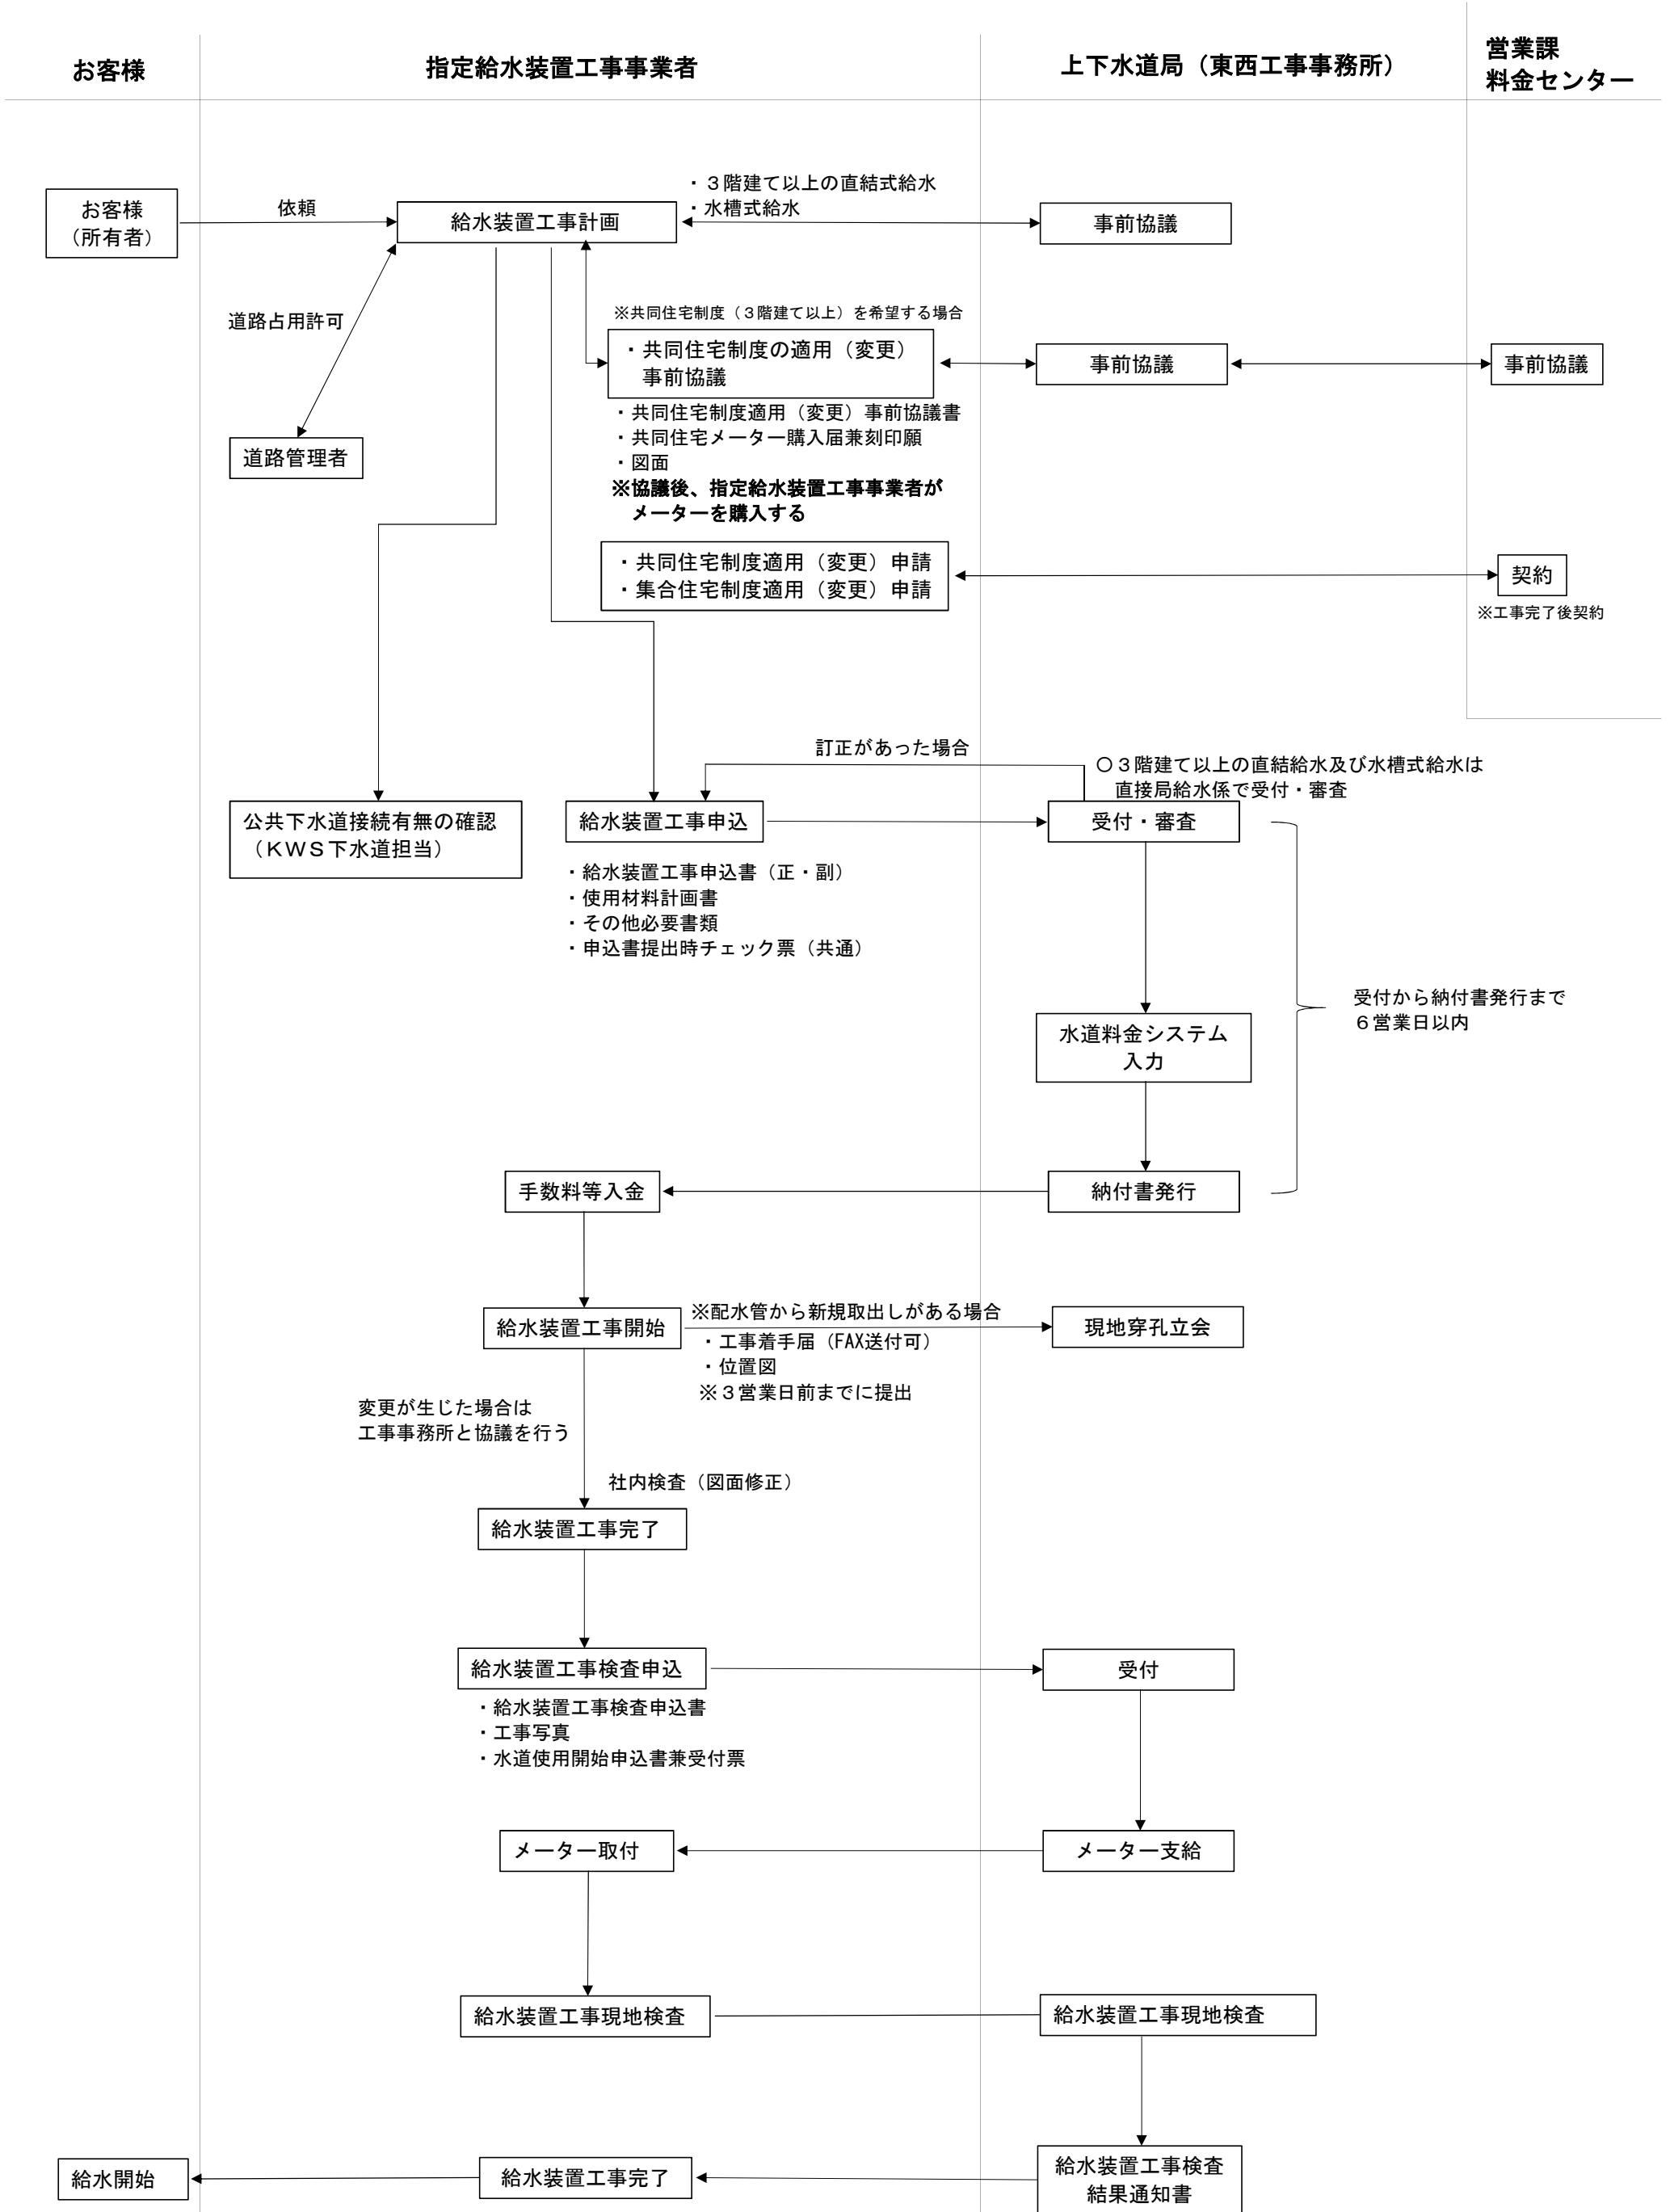 お客様
指定給水装置工事事業者
上下水道局（東西工事事務所）
営業課
料金センター
お客様
（所有者）
依頼
給水装置工事計画
・３階建て以上の直結式給水
・水槽式給水
事前協議
道路占用許可
道路管理者
※共同住宅制度（３階建て以上）を希望する場合
・共同住宅制度の適用（変更）
事前協議
事前協議
事前協議
・共同住宅制度適用（変更）事前協議書
・共同住宅メーター購入届兼刻印願
・図面
※協議後、指定給水装置工事事業者が
メーターを購入する
・共同住宅制度適用（変更）申請
・集合住宅制度適用（変更）申請
契約
※工事完了後契約
訂正があった場合
〇３階建て以上の直結給水及び水槽式給水は
直接局給水係で受付・審査
公共下水道接続有無の確認
（ＫＷＳ下水道担当）
給水装置工事申込
受付・審査
・給水装置工事申込書（正・副）
・使用材料計画書
・その他必要書類
・申込書提出時チェック票（共通）
水道料金システム
入力
受付から納付書発行まで
６営業日以内
手数料等入金
納付書発行
給水装置工事開始
※配水管から新規取出しがある場合
・工事着手届（FAX送付可）
・位置図
※３営業日前までに提出
現地穿孔立会
変更が生じた場合は
工事事務所と協議を行う
社内検査（図面修正）
給水装置工事完了
給水装置工事検査申込
受付
・給水装置工事検査申込書
・工事写真
・水道使用開始申込書兼受付票
メーター取付
メーター支給
給水装置工事現地検査
給水装置工事現地検査
給水開始
給水装置工事完了
給水装置工事検査
結果通知書